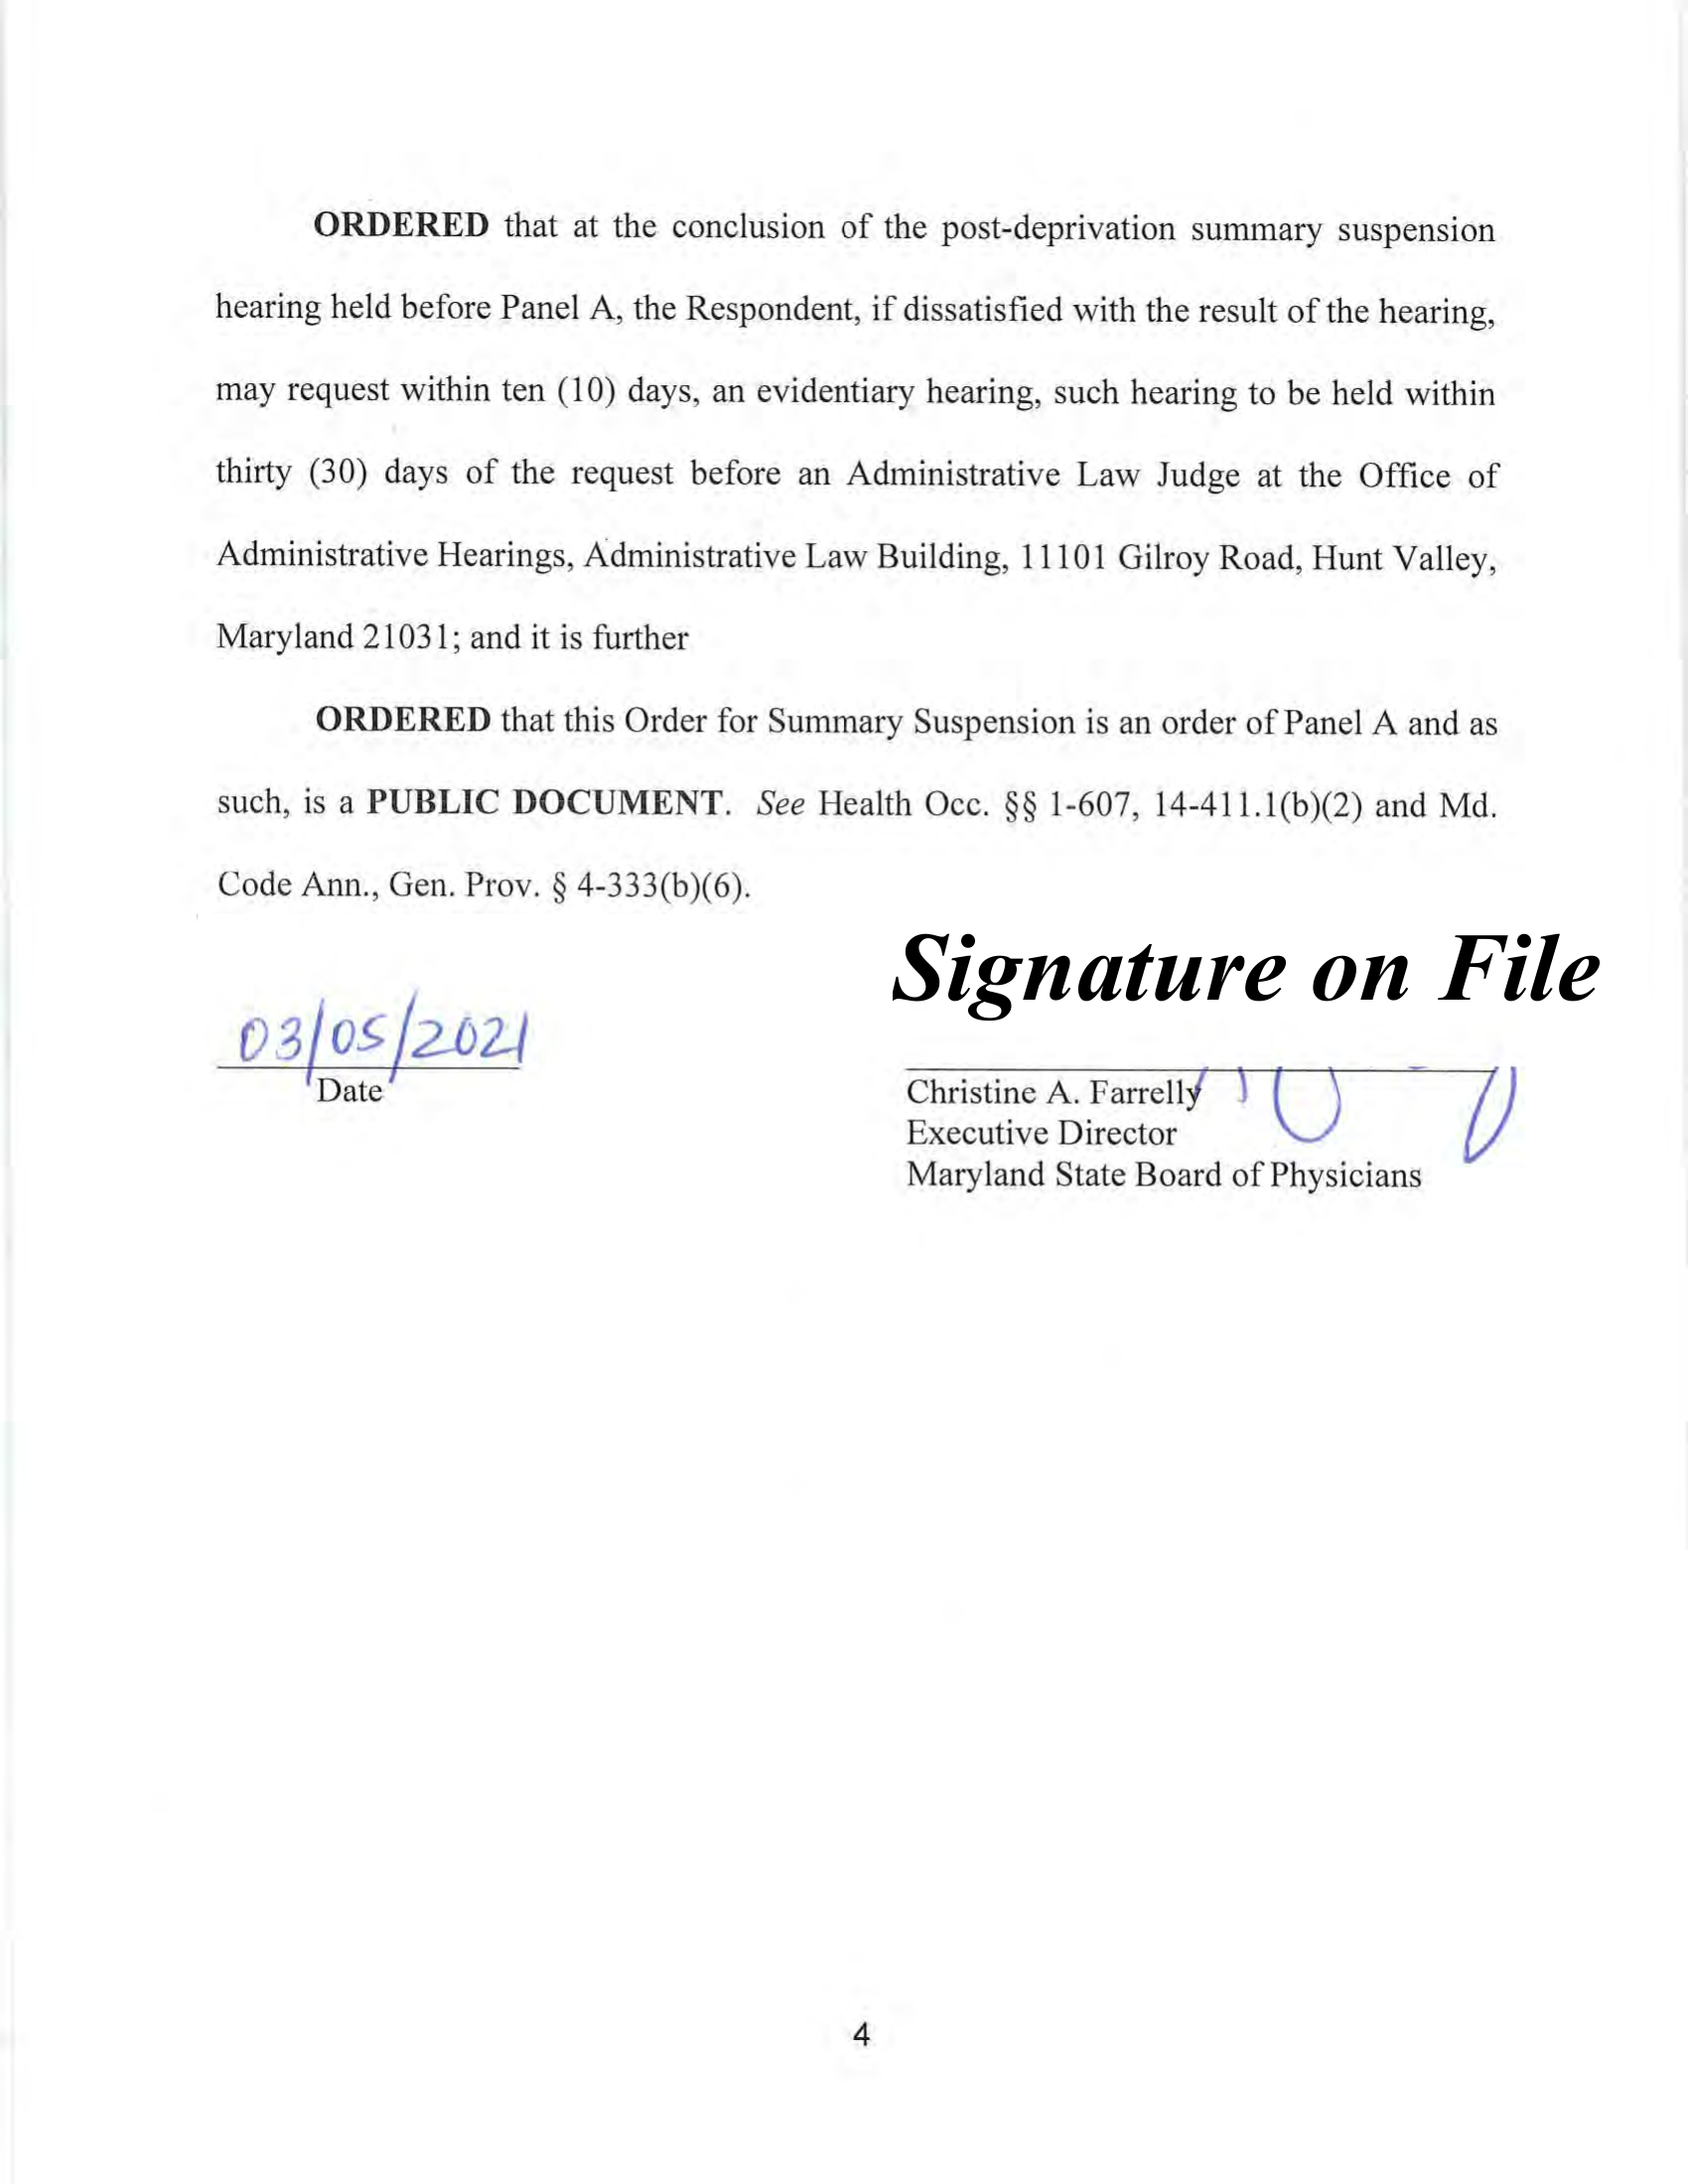 ORDERED that at the conclusion of the post-deprivation summary suspension
hearing held before Panel A, the Respondent, if dissatisfied with the result of the hearing,
may request within ten (10) days, an evidentiary hearing, such hearing to be held within
thirty (30) days of the request before an Administrative Law Judge at the Office of
Administrative Hearings, Administrative Law Building, 11101 Gilroy Road, Hunt Valley,
Maryland 21031; and it is further
ORDERED that this Order for Summary Suspension is an order of Panel A and as
such, is a PUBLIC DOCUMENT. See Health Occ. §§ 1-607, 14-411.1(b)(2) and Md.
Code Ann., Gen. Prov. § 4-333(b)(6).
Signature on File
03/05/2021
Date
Christine A. Farrelly
Executive Director
Maryland State Board of Physicians
4